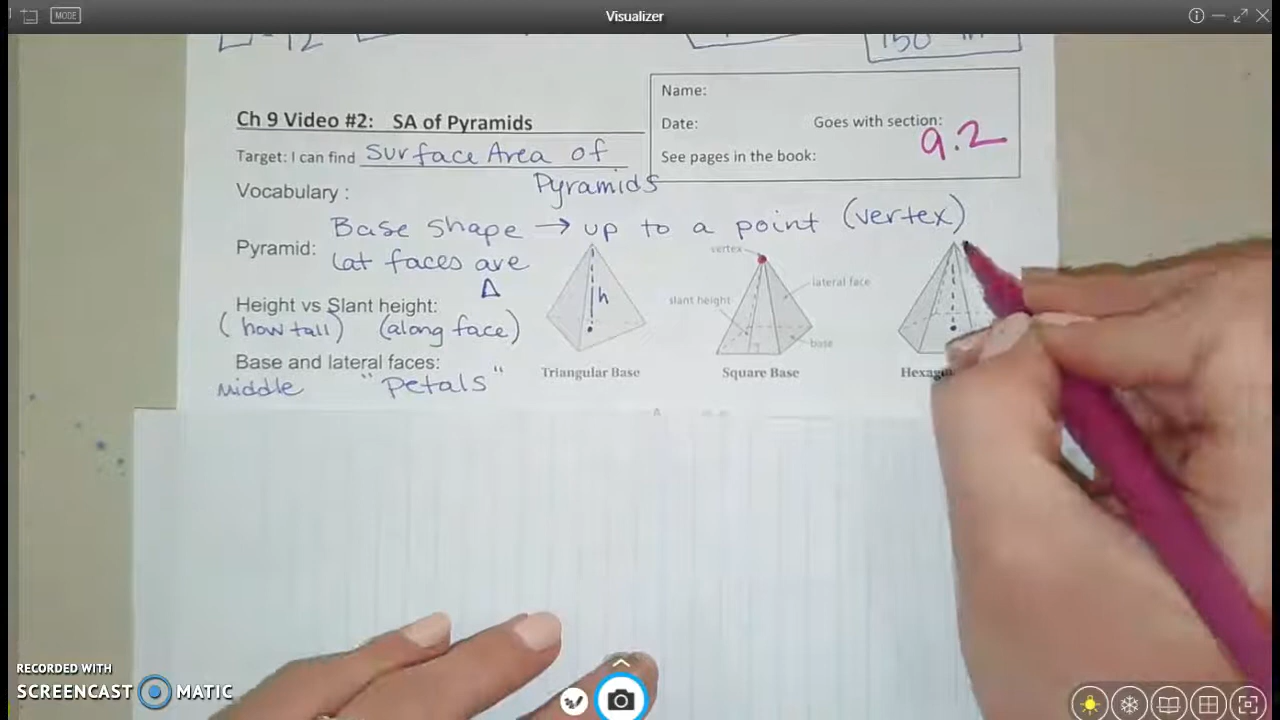 MODE
Visualizer
Name:
Ch 9 Video #2: SA of Pyramids
Date:
Goes with section:
9.2
Target: I can find Surface Area of
Pyramids
See pages in the book:
Vocabulary :
Base shape → up to a point (vertex)
Pyramid:
Lat faces are
Δ
h
vertex
lateral face
slant height
base
Height vs Slant height:
(how tall) (along face)
Base and lateral faces:
Middle "Petals"
Triangular Base
Square Base
RECORDED WITH
SCREENCAST MATIC